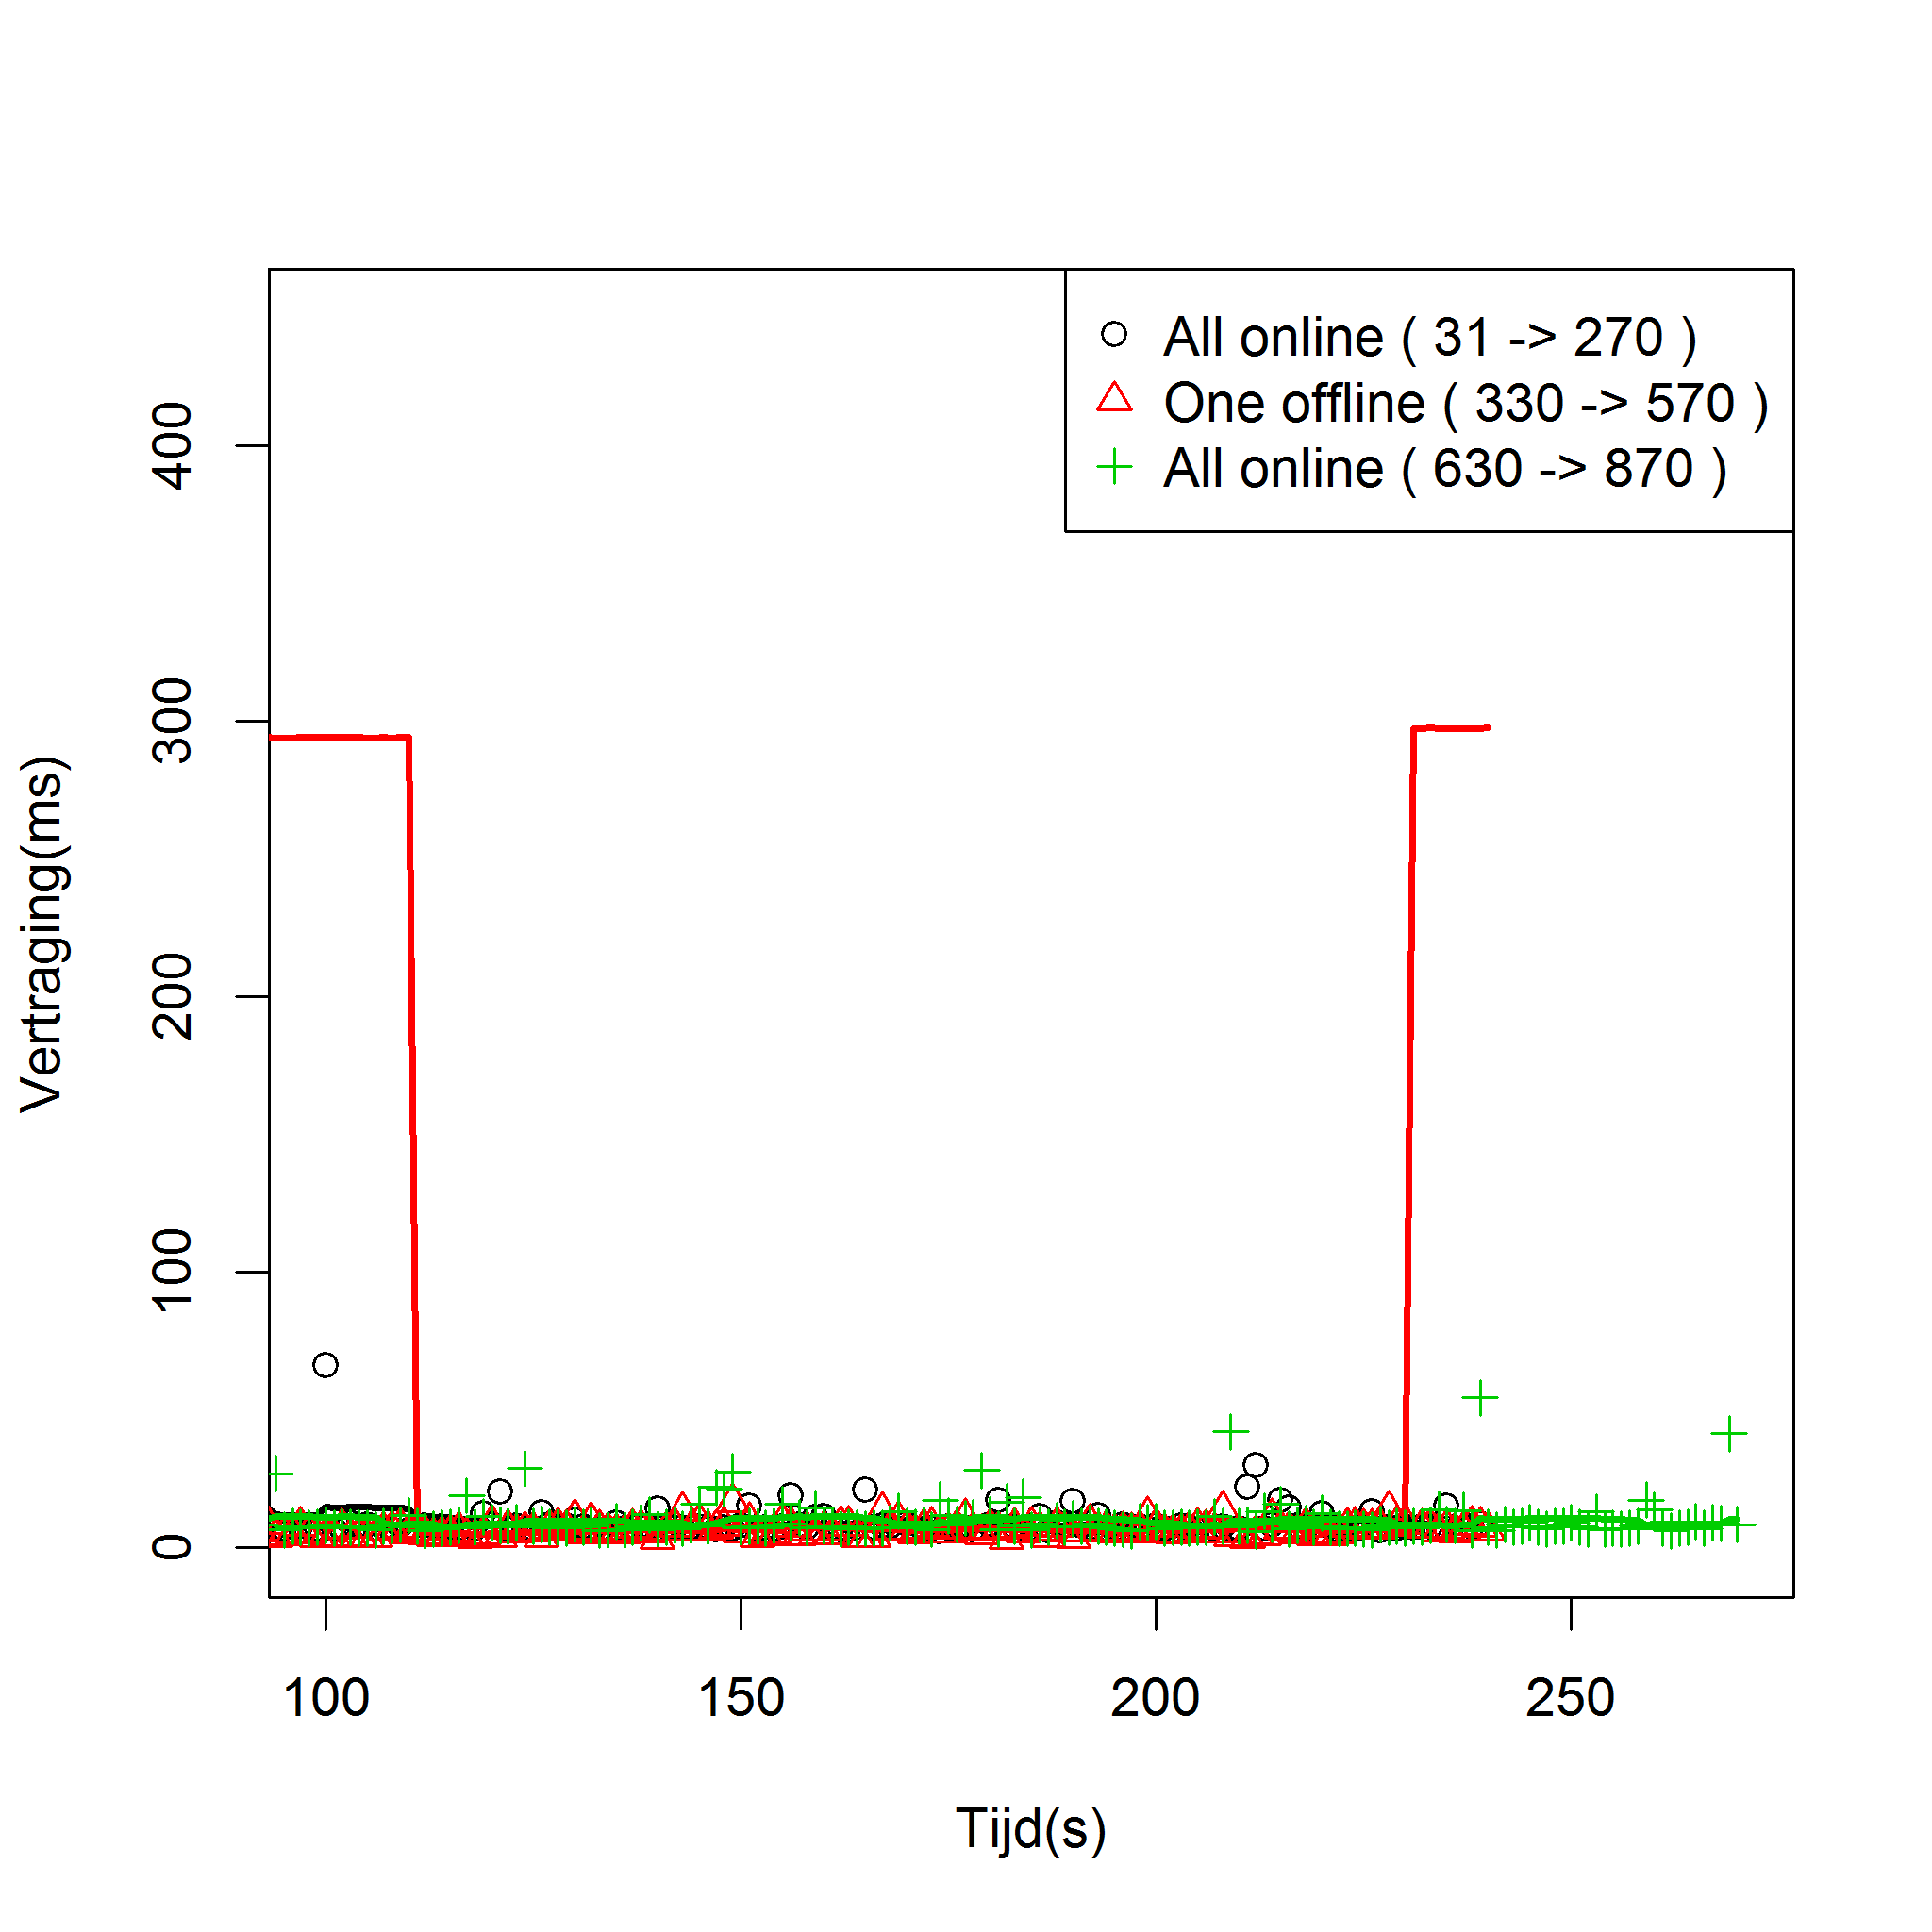 All online ( 31 -> 270 )
One offline ( 330 -> 570 )
All online ( 630 -> 870 )
Vertraging(ms)
400
300
200
100
0
100 150 200 250
Tijd(s)